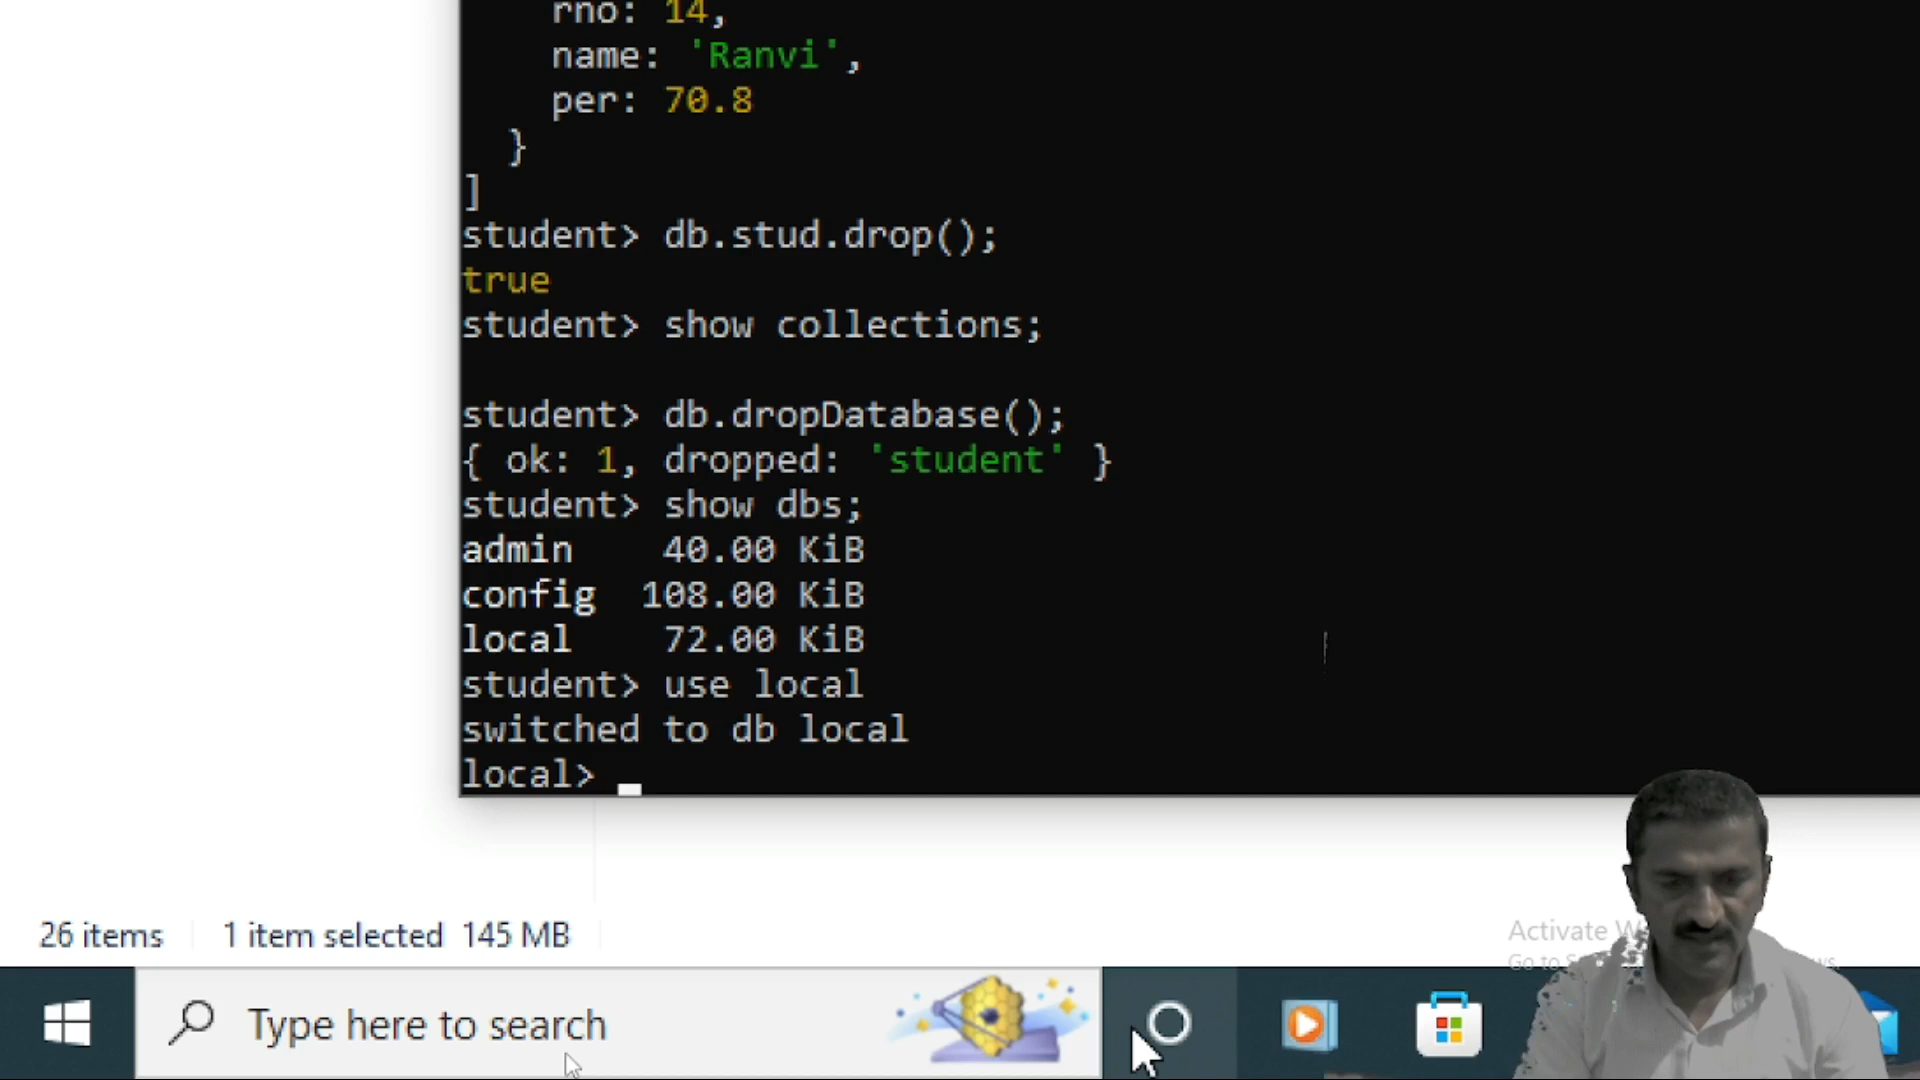 rno: 14,
name: 'Ranvi',
per: 70.8
}
]
student> db.stud.drop();
true
student> show collections;
student> db.dropDatabase();
{ ok: 1, dropped: 'student' }
student> show dbs;
admin 40.00 KiB
config 108.00 KiB
local 72.00 KiB
student> use local
switched to db local
local>
26 items 1 item selected 145 MB
Activate
Go to
Type here to search